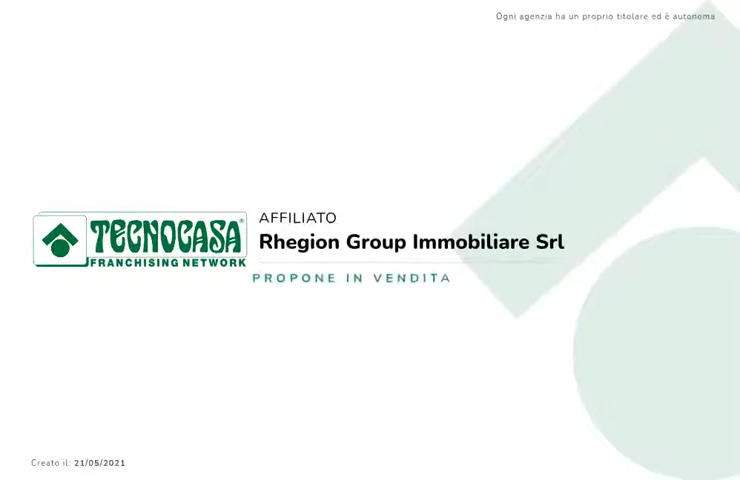 Ogni agenzia ha un proprio titolare ed è autonoma
TECNOCASA®
FRANCHISING NETWORK
AFFILIATO
Rhegion Group Immobiliare Srl
PROPONE IN VENDITA
Creato il: 21/05/2021